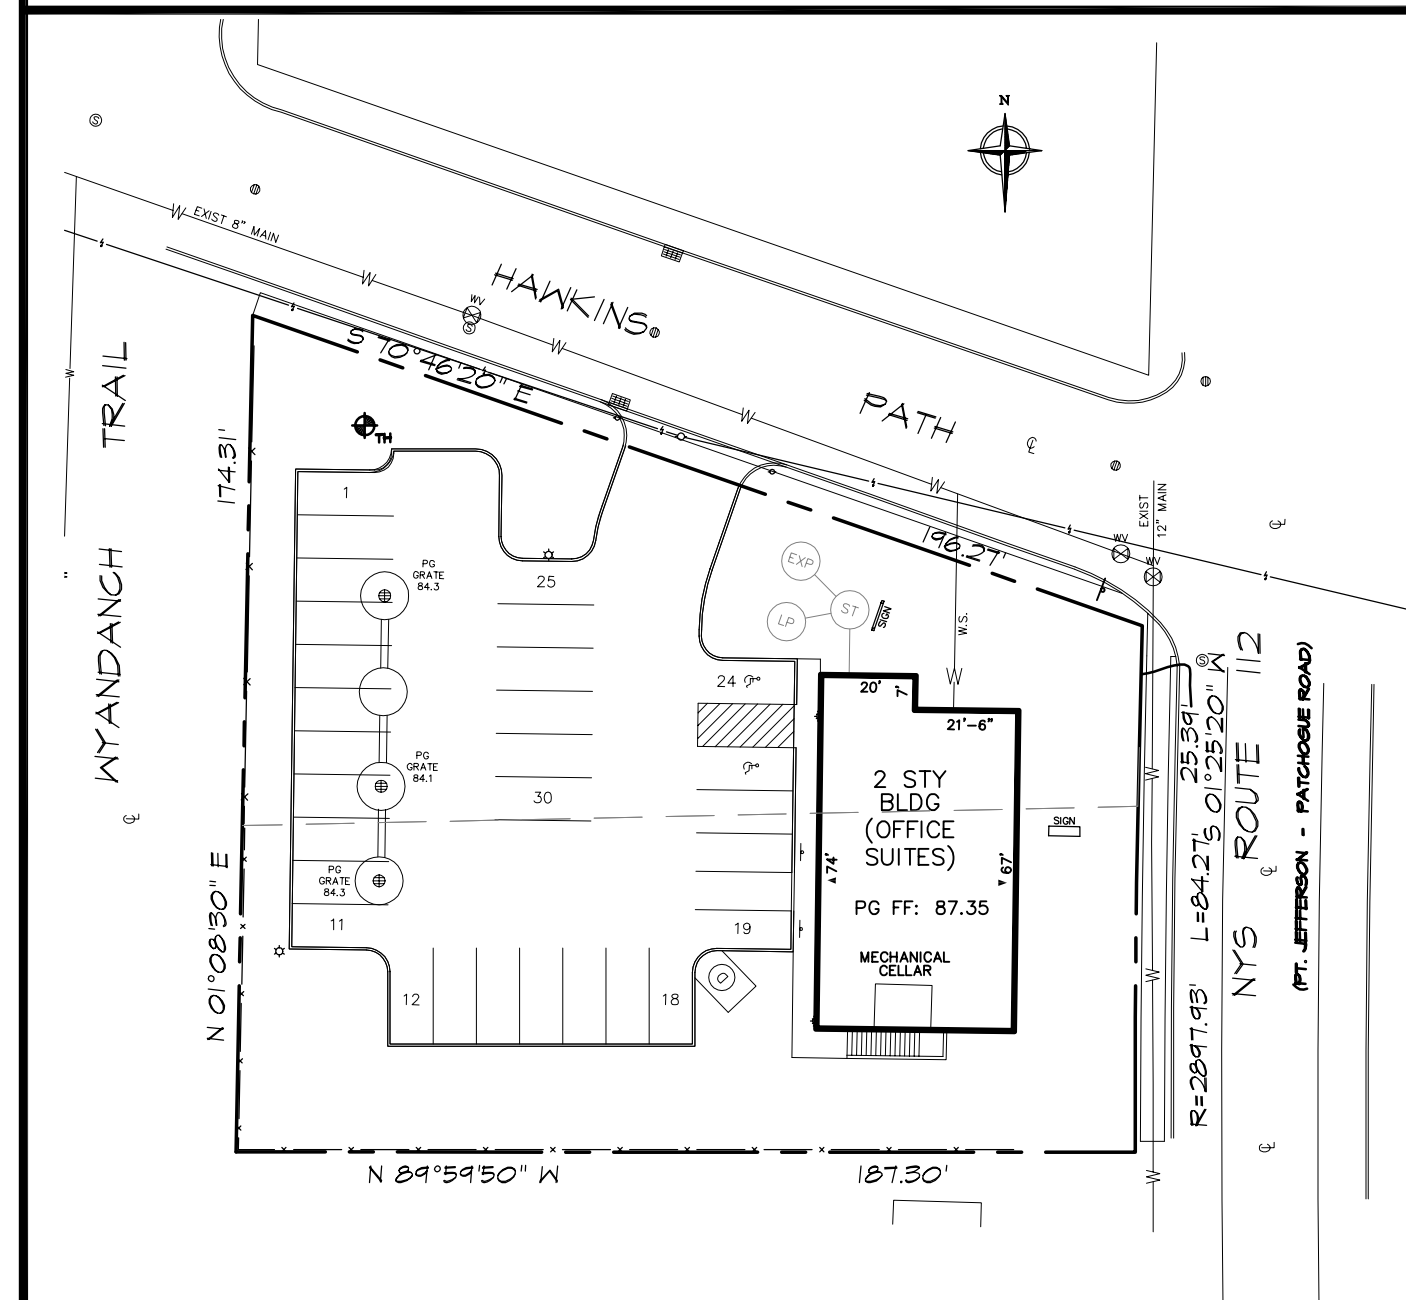 N
S
EXIST 8" MAIN
W
W
WV
S
HAWKINS
PATH
W
W
W
S 70°46'20" E
196.27'
W
TRAIL
WYANDANCH
174.31'
N 01°08'30" E
TH
1
PG
GRATE
84.3
25
EXP
LP
ST
SIGN
W.S.
W
EXIST
12" MAIN
WV
WV
S
24
20'
7'
21'-6"
2 STY
BLDG
(OFFICE
SUITES)
74'
67'
PG FF: 87.35
MECHANICAL
CELLAR
SIGN
PG
GRATE
84.1
30
PG
GRATE
84.3
11
19
12
18
D
W
W
W
25.39'
S 01°25'20" W
R=2897.93' L=84.27'
NYS ROUTE 112
(PT. JEFFERSON - PATCHOGUE ROAD)
N 89°59'50" W
187.30'